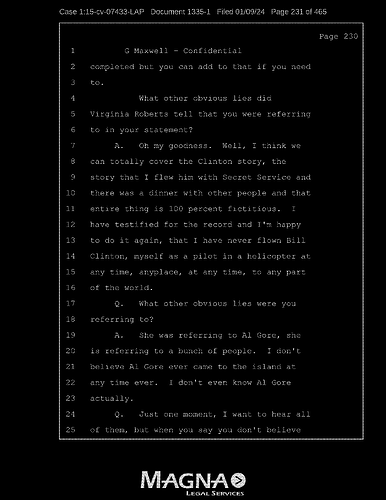 Case 1:15-cv-07433-LAP   Document 1335-1   Filed 01/09/24   Page 231 of 465
Page 230
1 G Maxwell - Confidential
2 completed but you can add to that if you need
3 to.
4 What other obvious lies did
5 Virginia Roberts tell that you were referring
6 to in your statement?
7 A. Oh my goodness. Well, I think we
8 can totally cover the Clinton story, the
9 story that I flew him with Secret Service and
10 there was a dinner with other people and that
11 entire thing is 100 percent fictitious. I
12 have testified for the record and I'm happy
13 to do it again, that I have never flown Bill
14 Clinton, myself as a pilot in a helicopter at
15 any time, anyplace, at any time, to any part
16 of the world.
17 Q. What other obvious lies were you
18 referring to?
19 A. She was referring to Al Gore, she
20 is referring to a bunch of people. I don't
21 believe Al Gore ever came to the island at
22 any time ever. I don't even know Al Gore
23 actually.
24 Q. Just one moment, I want to hear all
25 of them, but when you say you don't believe
MAGNA
LEGAL SERVICES